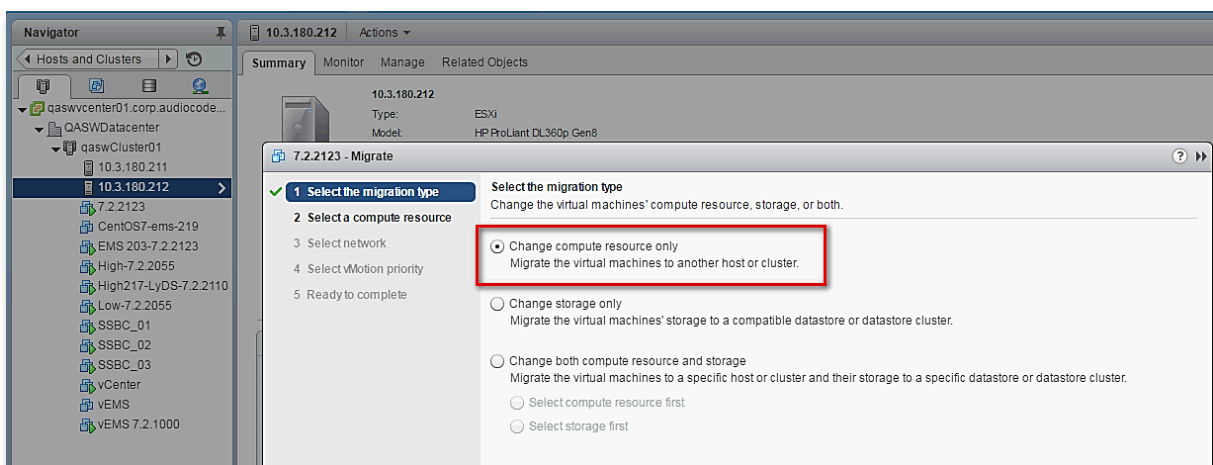 Navigator
Hosts and Clusters
qaswvcenter01.corp.audiocode...
QASWDatacenter
qaswCluster01
10.3.180.211
10.3.180.212
7.2.2123
CentOS7-ems-219
EMS 203-7.2.2123
High-7.2.2055
High217-LyDS-7.2.2110
Low-7.2.2055
SSBC_01
SSBC_02
SSBC_03
vCenter
vEMS
vEMS 7.2.1000
10.3.180.212 Actions
Summary Monitor Manage Related Objects
10.3.180.212
Type: ESXi
Model: HP ProLiant DL360p Gen8
7.2.2123 - Migrate
1 Select the migration type
2 Select a compute resource
3 Select network
4 Select vMotion priority
5 Ready to complete
Select the migration type
Change the virtual machines' compute resource, storage, or both.
Change compute resource only
Migrate the virtual machines to another host or cluster.
Change storage only
Migrate the virtual machines' storage to a compatible datastore or datastore cluster.
Change both compute resource and storage
Migrate the virtual machines to a specific host or cluster and their storage to a specific datastore or datastore cluster.
Select compute resource first
Select storage first